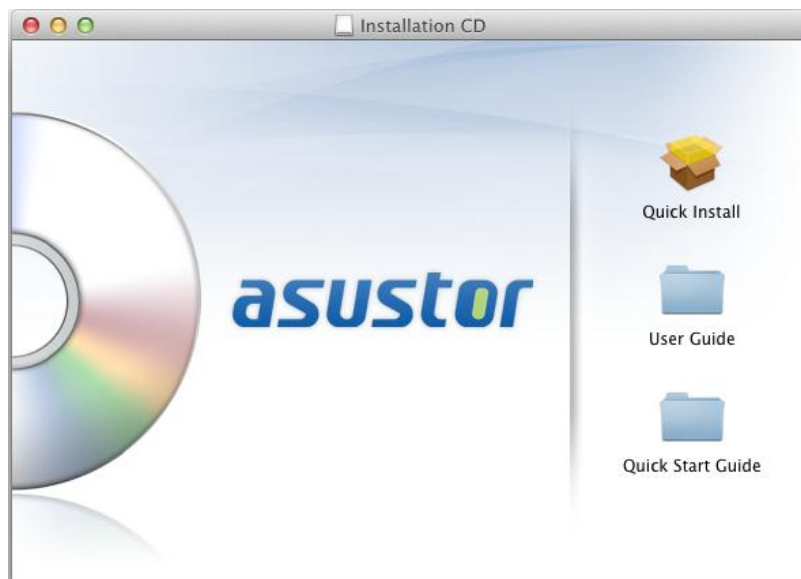 Installation CD
asustor
Quick Install
User Guide
Quick Start Guide